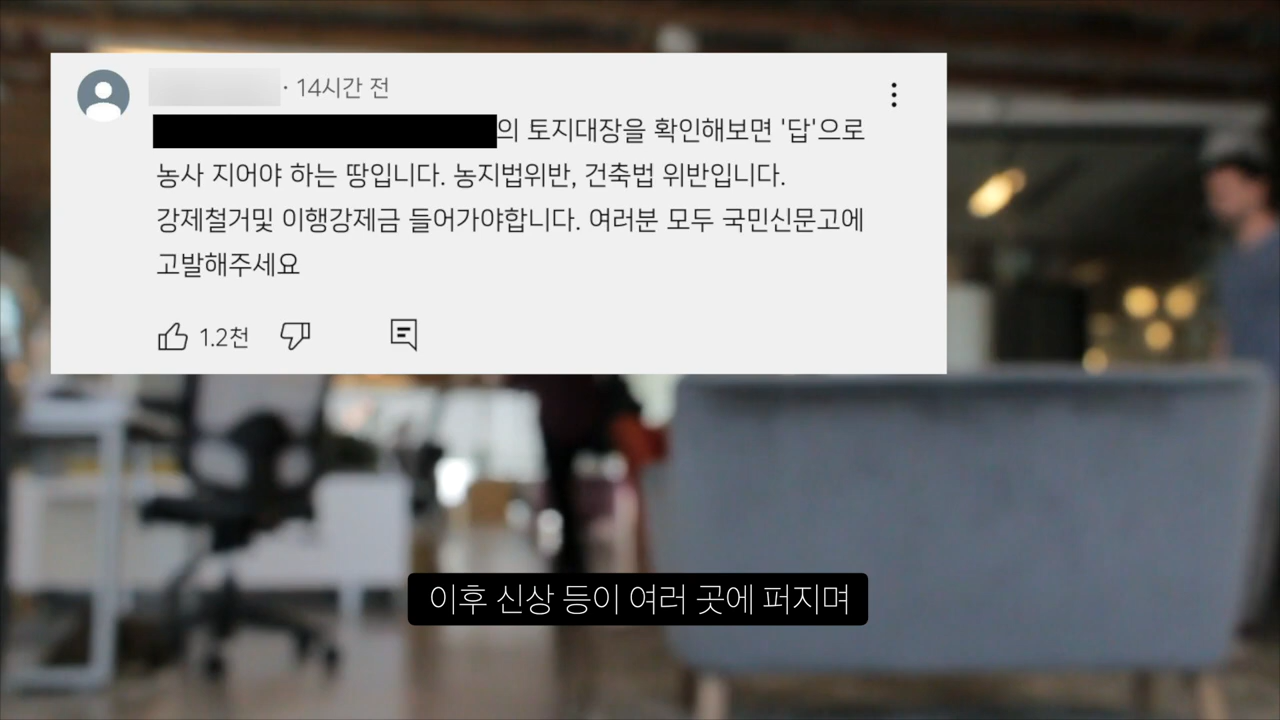 · 14시간 전
의 토지대장을 확인해보면 '답'으로
농사 지어야 하는 땅입니다. 농지법위반, 건축법 위반입니다.
강제철거및 이행강제금 들어가야합니다. 여러분 모두 국민신문고에
고발해주세요
1.2천
이후 신상 등이 여러 곳에 퍼지며